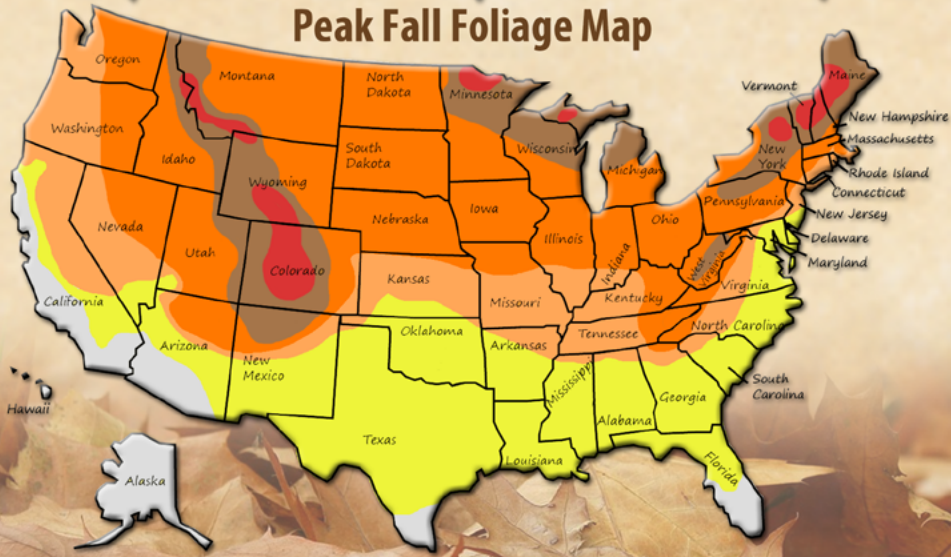 Peak Fall Foliage Map
Oregon
Montana
North
Dakota
Minnesota
Vermont
Maine
New Hampshire
Massachusetts
Washington
Idaho
South
Dakota
Wisconsin
Michigan
New
York
Rhode Island
Connecticut
Wyoming
Nebraska
Iowa
Pennsylvania
New Jersey
Nevada
Utah
Illinois
Indiana
Ohio
Delaware
Maryland
Colorado
Kansas
West
Virginia
California
Missouri
Kentucky
Virginia
Arizona
Oklahoma
Arkansas
Tennessee
North Carolina
New
Mexico
Mississippi
South
Carolina
Hawaii
Georgia
Alabama
Texas
Louisiana
Florida
Alaska